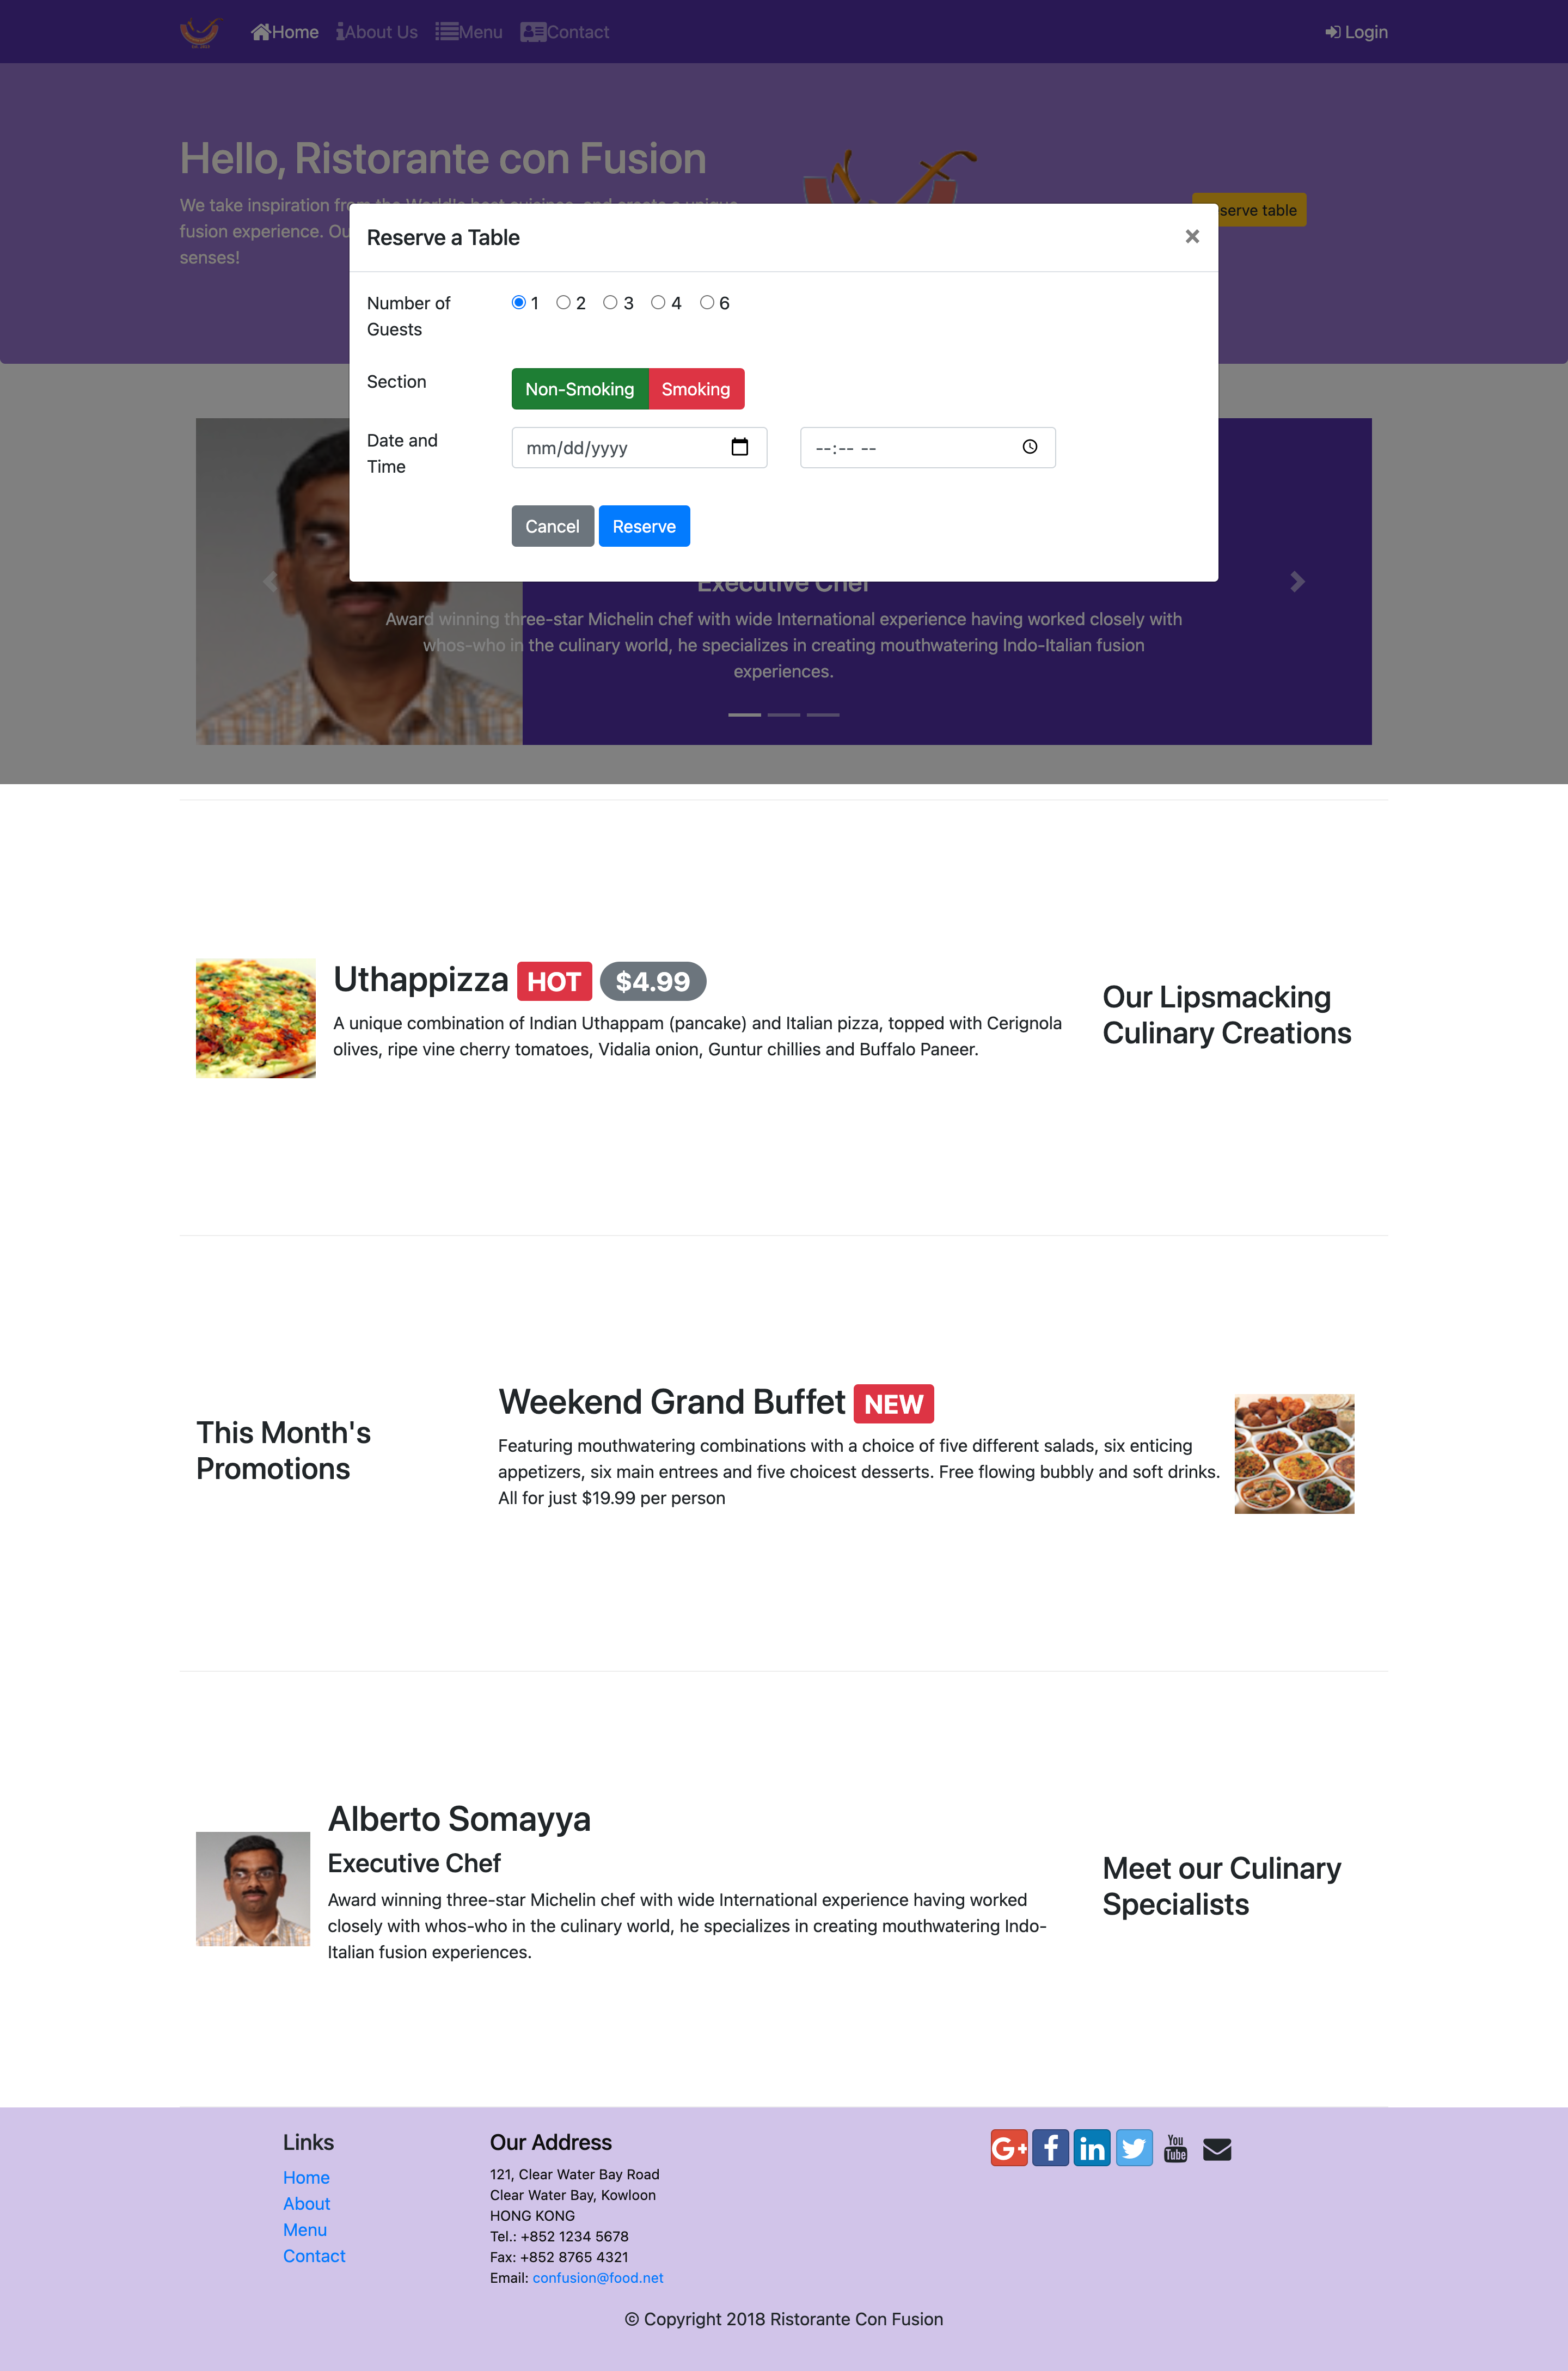 Home About Us Menu Contact Login
Hello, Ristorante con Fusion
We take inspiration from the World's best cuisines, and create a unique
fusion experience. Ou
senses!
serve table
Reserve a Table ×
Number of
Guests
1 2 3 4 6
Section
Non-Smoking Smoking
Date and
Time
mm/dd/yyyy
--:-- --
Cancel Reserve
Executive Chef
Award winning three-star Michelin chef with wide International experience having worked closely with
whos-who in the culinary world, he specializes in creating mouthwatering Indo-Italian fusion
experiences.
Uthappizza HOT $4.99
A unique combination of Indian Uthappam (pancake) and Italian pizza, topped with Cerignola
olives, ripe vine cherry tomatoes, Vidalia onion, Guntur chillies and Buffalo Paneer.
Our Lipsmacking
Culinary Creations
This Month's
Promotions
Weekend Grand Buffet NEW
Featuring mouthwatering combinations with a choice of five different salads, six enticing
appetizers, six main entrees and five choicest desserts. Free flowing bubbly and soft drinks.
All for just $19.99 per person
Alberto Somayya
Executive Chef
Award winning three-star Michelin chef with wide International experience having worked
closely with whos-who in the culinary world, he specializes in creating mouthwatering Indo-
Italian fusion experiences.
Meet our Culinary
Specialists
Links
Home
About
Menu
Contact
Our Address
121, Clear Water Bay Road
Clear Water Bay, Kowloon
HONG KONG
Tel.: +852 1234 5678
Fax: +852 8765 4321
Email: confusion@food.net
G+ f in You Tube
© Copyright 2018 Ristorante Con Fusion